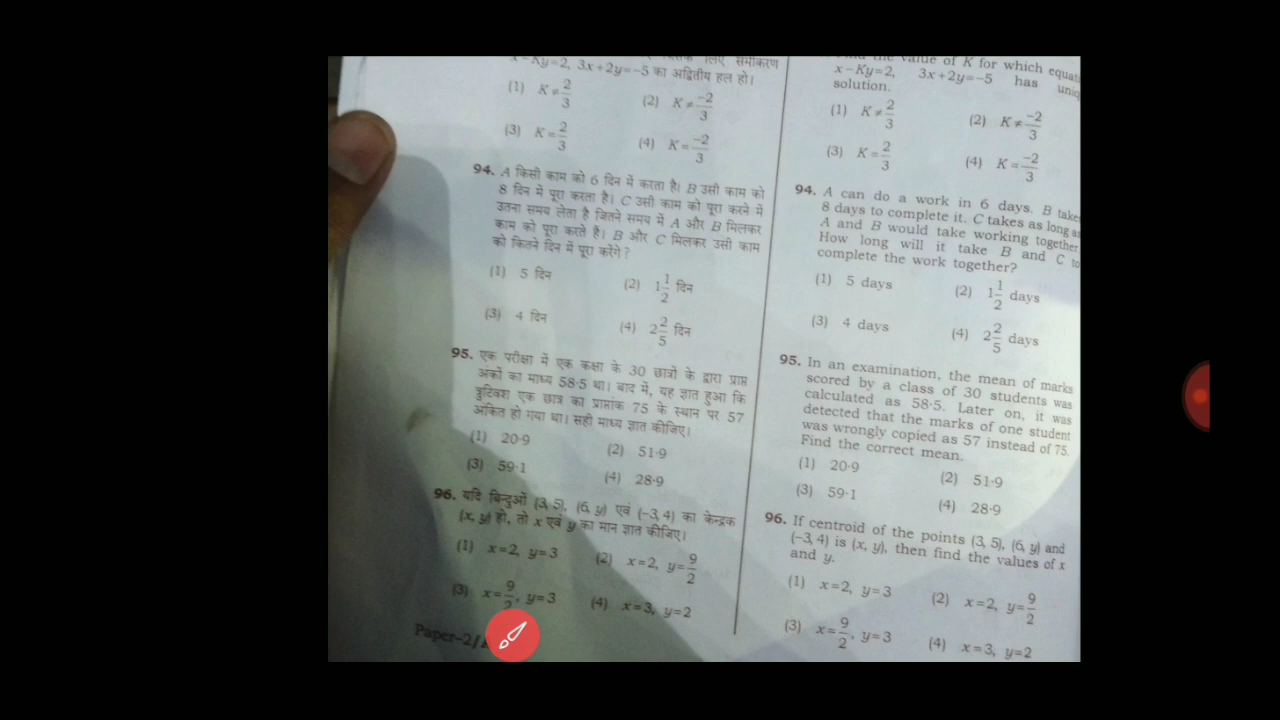 x−Ky=2, 3x+2y=−5 का अद्वितीय हल हो।
(1) K≠2/3
(2) K≠−2/3
(3) K=2/3
(4) K=−2/3
94. A किसी काम को 6 दिन में करता है। B उसी काम को
8 दिन में पूरा करता है। C उसी काम को पूरा करने में
उतना समय लेता है जितने समय में A और B मिलकर
काम को पूरा करते है। B और C मिलकर उसी काम
को कितने दिन में पूरा करेंगे?
(1) 5 दिन
(2) 1 1/2 दिन
(3) 4 दिन
(4) 2 2/5 दिन
95. एक परीक्षा में एक कक्षा के 30 छात्रों के द्वारा प्राप्त
अंकों का माध्य 58·5 था। बाद में, यह ज्ञात हुआ कि
त्रुटिवश एक छात्र का प्राप्तांक 75 के स्थान पर 57
अंकित हो गया था। सही माध्य ज्ञात कीजिए।
(1) 20·9
(2) 51·9
(3) 59·1
(4) 28·9
96. यदि बिन्दुओं (3, 5), (6, y) एवं (−3, 4) का केन्द्रक
(x, y) हो, तो x एवं y का मान ज्ञात कीजिए।
(1) x=2, y=3
(2) x=2, y=9/2
(3) x=9/2, y=3
(4) x=3, y=2
Paper-2/
value of K for which
x−Ky=2, 3x+2y=−5 has
solution.
(1) K≠2/3
(2) K≠−2/3
(3) K=2/3
(4) K=−2/3
94. A can do a work in 6 days. B
8 days to complete it. C takes as long
A and B would take working together.
How long will it take B and C to
complete the work together?
(1) 5 days
(2) 1 1/2 days
(3) 4 days
(4) 2 2/5 days
95. In an examination, the mean of marks
scored by a class of 30 students was
calculated as 58·5. Later on, it was
detected that the marks of one student
was wrongly copied as 57 instead of 75.
Find the correct mean.
(1) 20·9
(2) 51·9
(3) 59·1
(4) 28·9
96. If centroid of the points (3, 5), (6, y) and
(−3, 4) is (x, y), then find the values of x
and y.
(1) x=2, y=3
(2) x=2, y=9/2
(3) x=9/2, y=3
(4) x=3, y=2